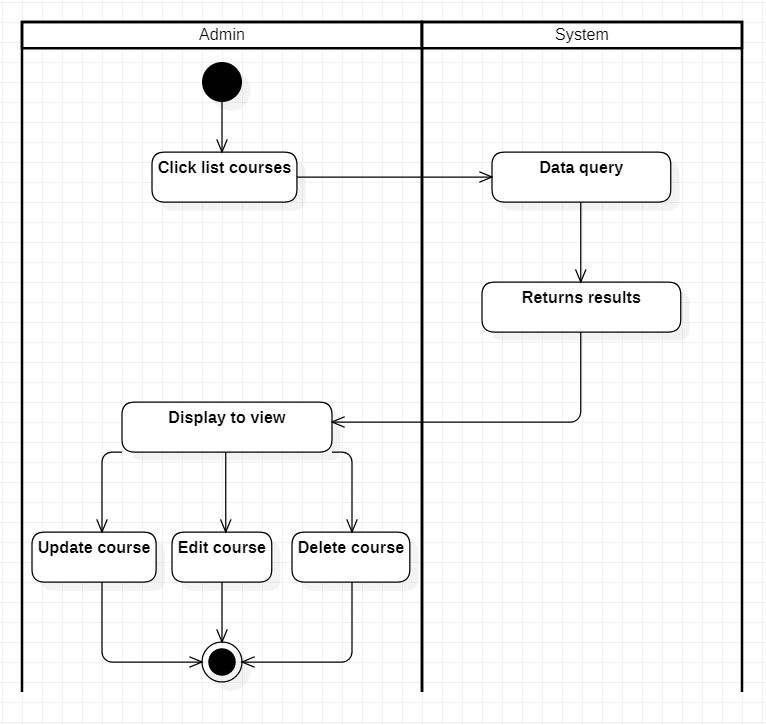 Admin
System
Click list courses
Data query
Returns results
Display to view
Update course
Edit course
Delete course